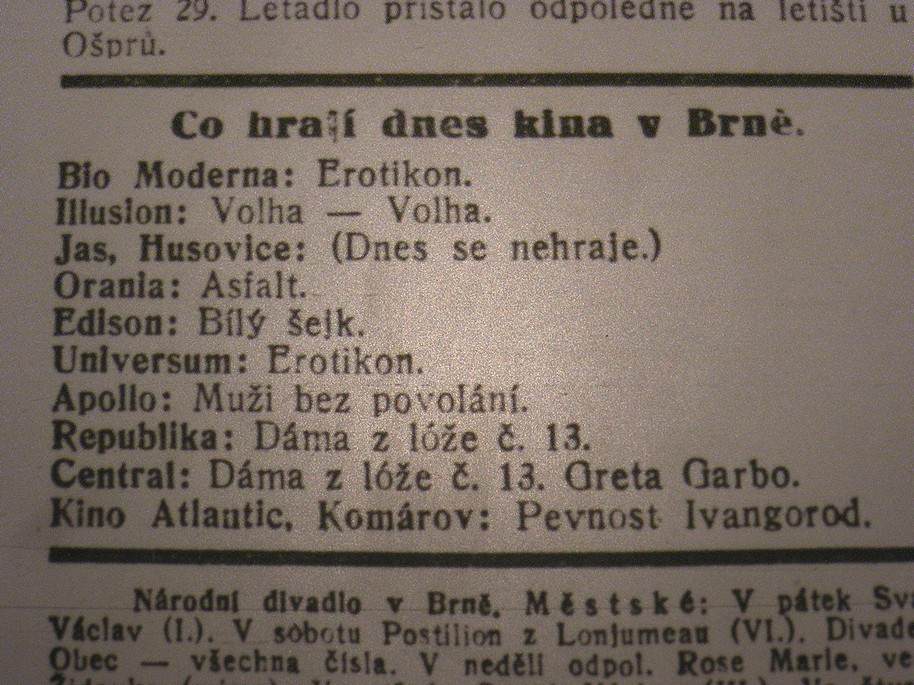 Potez 29. Letadlo přistálo odpoledne na letišti u
Ošprů.
Co hrají dnes kina v Brně.
Bio Moderna: Erotikon.
Illusion: Volha — Volha.
Jas, Husovice: (Dnes se nehraje.)
Orania: Asfalt.
Edison: Bílý šejk.
Universum: Erotikon.
Apollo: Muži bez povolání.
Republika: Dáma z lóže č. 13.
Central: Dáma z lóže č. 13. Greta Garbo.
Kino Atlantic, Komárov: Pevnost Ivangorod.
Národní divadlo v Brně. Městské: V pátek Sv
Václav (I.). V sobotu Postilion z Lonjumeau (VI.). Divade
Obec — všechna čísla. V neděli odpol. Rose Marie, ve